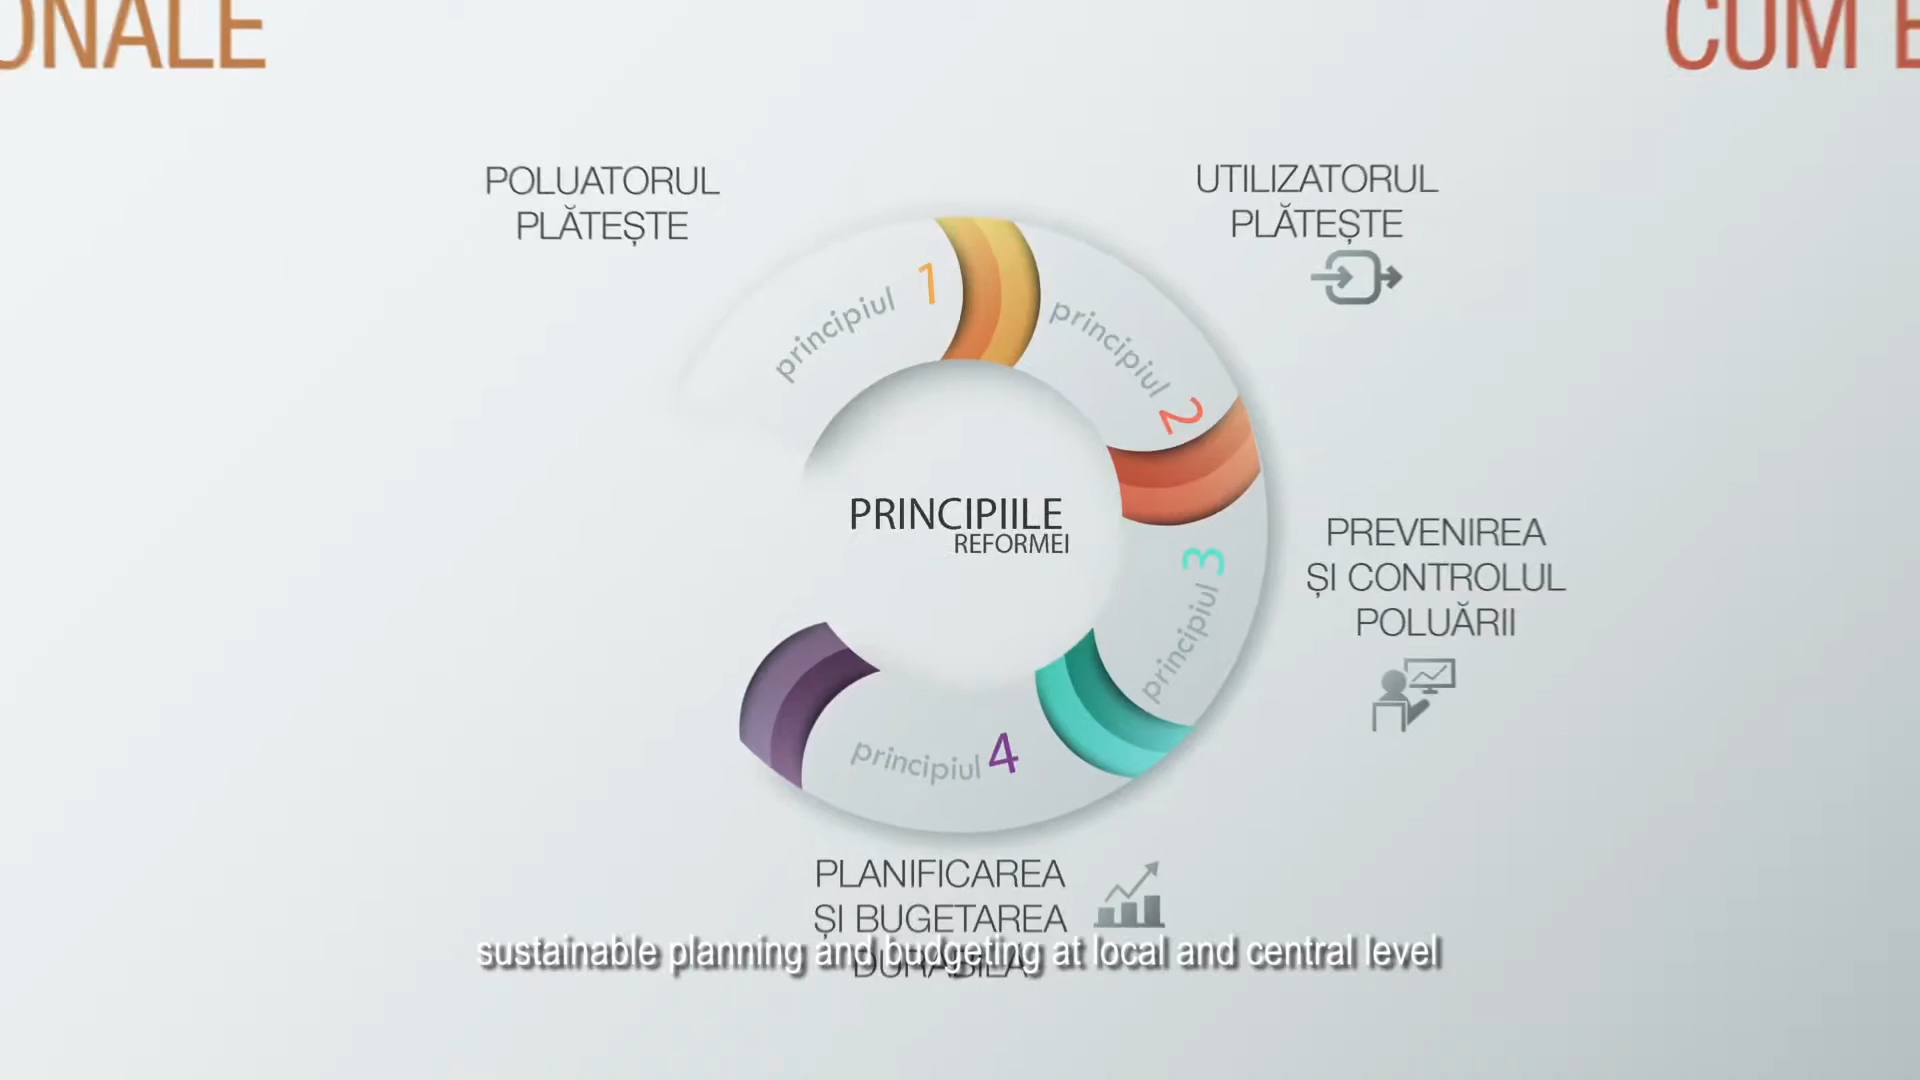 ONALE
CUM E
POLUATORUL
PLĂTEȘTE
UTILIZATORUL
PLĂTEȘTE
principiul 1
principiul 2
PRINCIPIILE
REFORMEI
principiul 3
PREVENIREA
ȘI CONTROLUL
POLUĂRII
principiul 4
PLANIFICAREA
ȘI BUGETAREA
DURABILĂ
sustainable planning and budgeting at local and central level